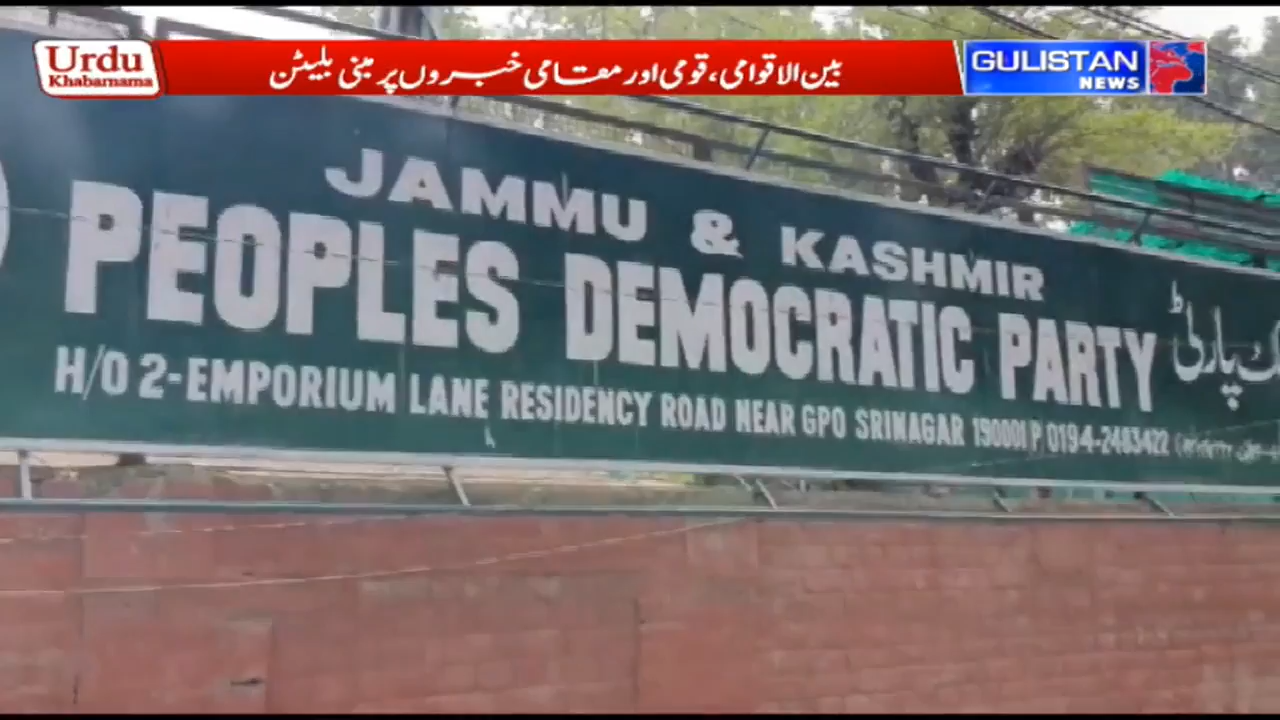 Urdu
Khabarnama
بین الاقوامی، قومی اور مقامی خبروں پر مبنی بلیٹن
GULISTAN
NEWS
JAMMU & KASHMIR
PEOPLES DEMOCRATIC PARTY
پارٹی
H/O 2-EMPORIUM LANE RESIDENCY ROAD NEAR GPO SRINAGAR 190001 P 0194-2483422